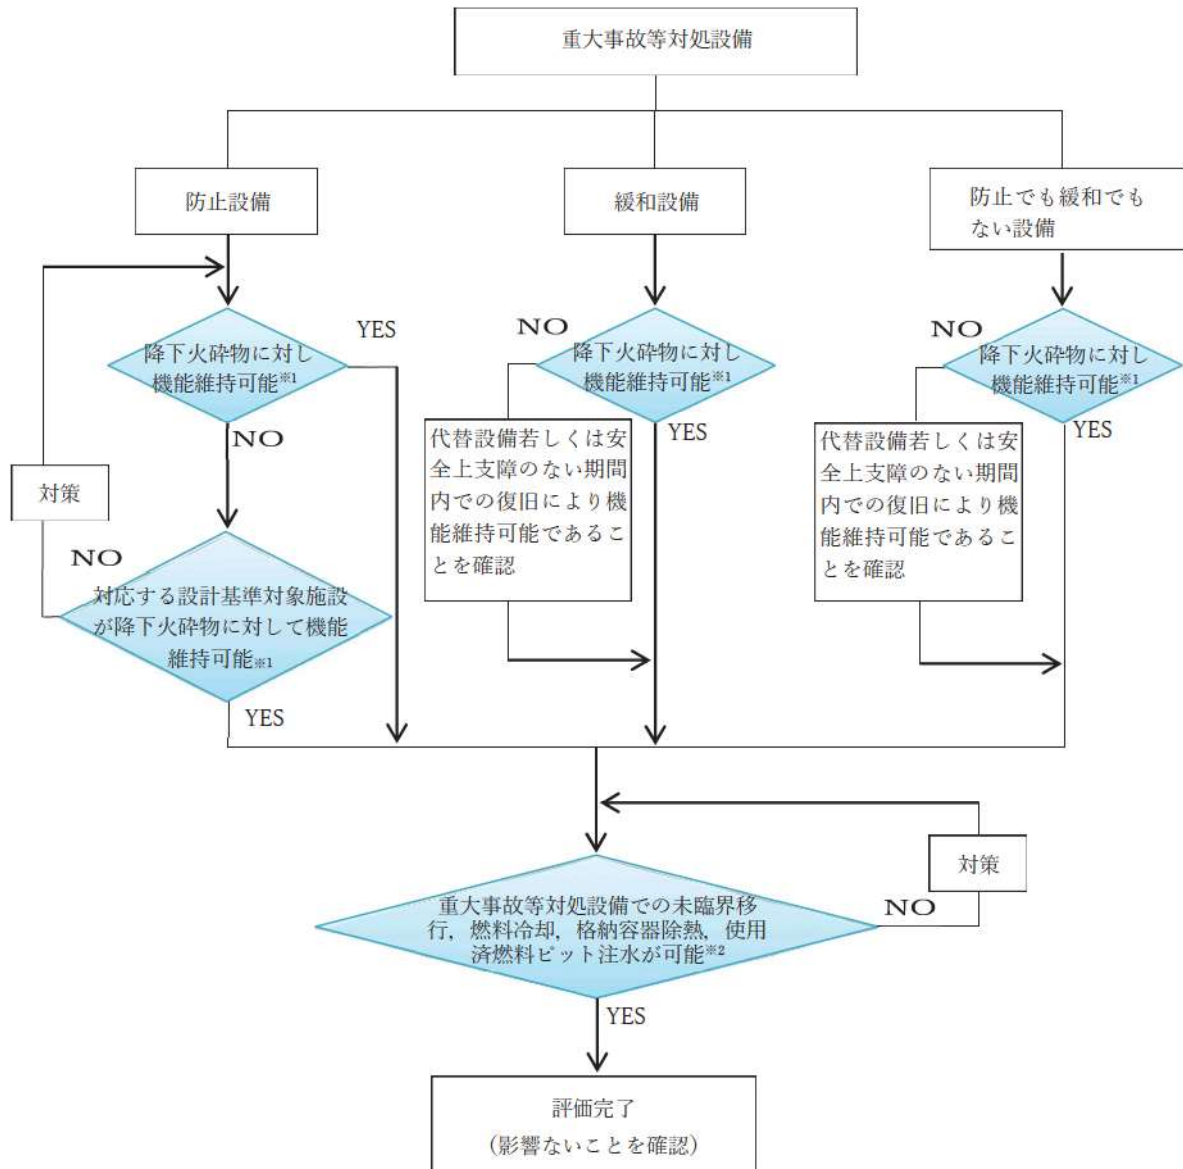 重大事故等対処設備
防止設備
緩和設備
防止でも緩和でも
ない設備
YES
降下火砕物に対し
機能維持可能※1
NO
NO
降下火砕物に対し
機能維持可能※1
YES
NO
降下火砕物に対し
機能維持可能※1
YES
対策
NO
対応する設計基準対象施設
が降下火砕物に対して機能
維持可能※1
YES
代替設備若しくは安
全上支障のない期間
内での復旧により機
能維持可能であるこ
とを確認
代替設備若しくは安
全上支障のない期間
内での復旧により機
能維持可能であるこ
とを確認
重大事故等対処設備での未臨界移
行，燃料冷却，格納容器除熱，使用
済燃料ピット注水が可能※2
対策
NO
YES
評価完了
(影響ないことを確認)